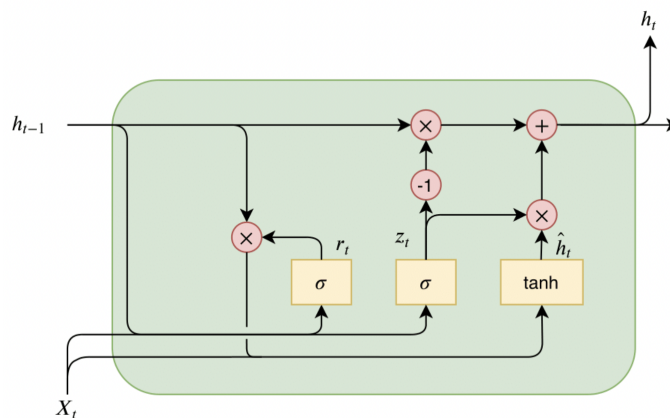 h_t
h_{t−1}
×
+
-1
×
×
r_t
z_t
ĥ_t
σ
σ
tanh
X_t